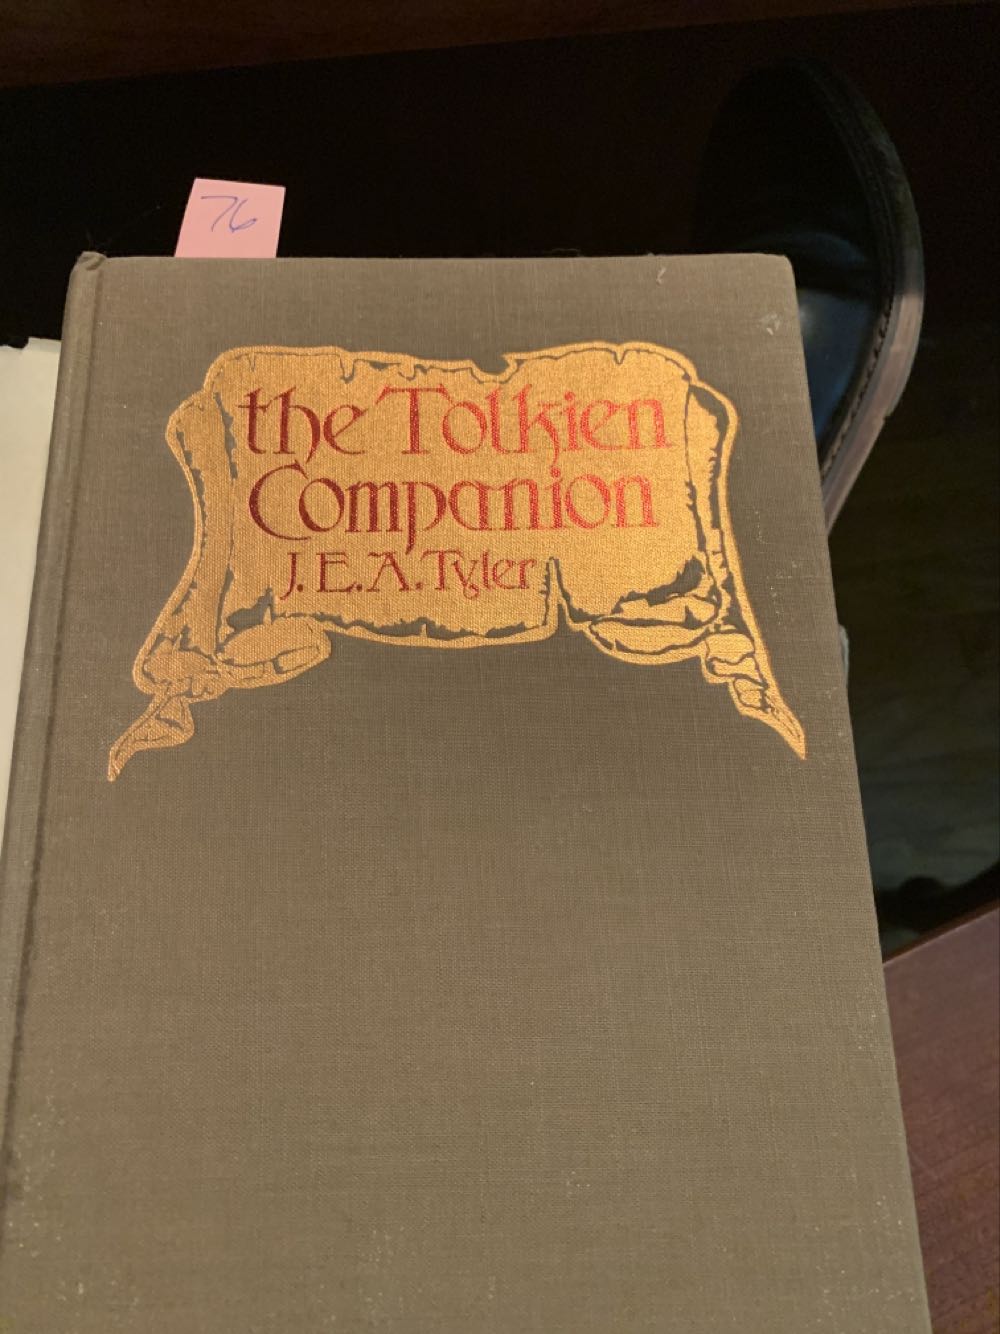 76
the Tolkien
Companion
J.E.A.Tyler